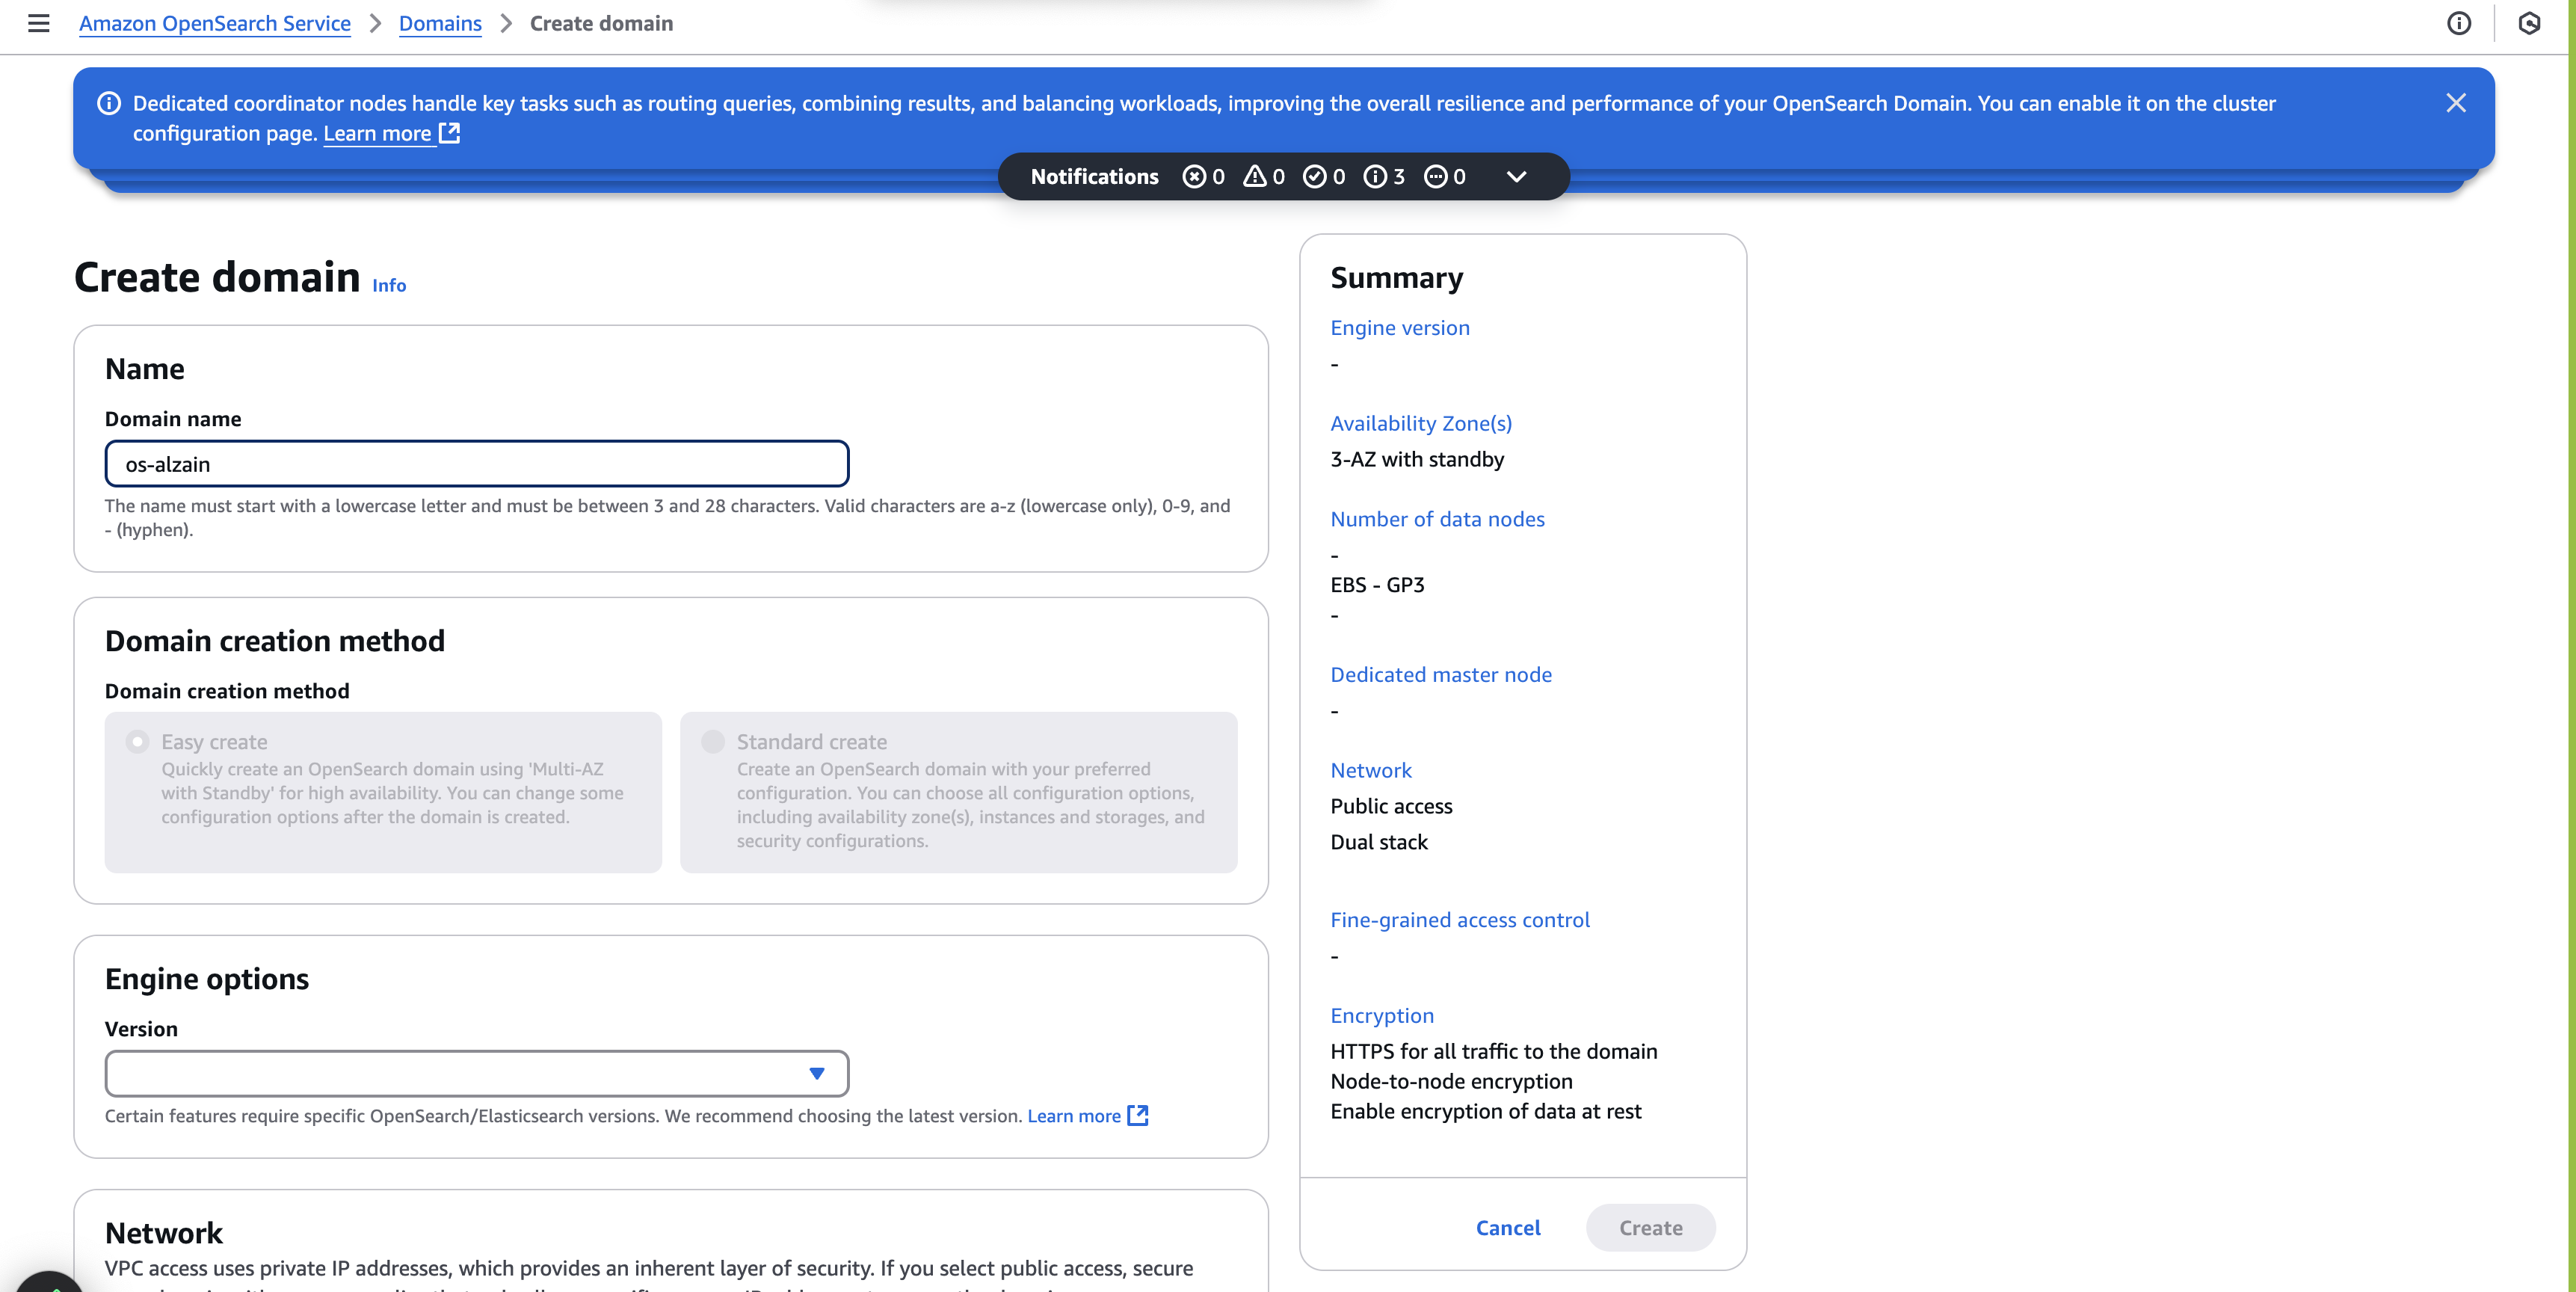 Amazon OpenSearch Service > Domains > Create domain
Dedicated coordinator nodes handle key tasks such as routing queries, combining results, and balancing workloads, improving the overall resilience and performance of your OpenSearch Domain. You can enable it on the cluster
configuration page. Learn more
Notifications 0 0 0 3 0
Create domain Info
Name
Domain name
os-alzain
The name must start with a lowercase letter and must be between 3 and 28 characters. Valid characters are a-z (lowercase only), 0-9, and
- (hyphen).
Domain creation method
Domain creation method
Easy create
Quickly create an OpenSearch domain using 'Multi-AZ
with Standby' for high availability. You can change some
configuration options after the domain is created.
Standard create
Create an OpenSearch domain with your preferred
configuration. You can choose all configuration options,
including availability zone(s), instances and storages, and
security configurations.
Engine options
Version
Certain features require specific OpenSearch/Elasticsearch versions. We recommend choosing the latest version. Learn more
Network
VPC access uses private IP addresses, which provides an inherent layer of security. If you select public access, secure
Summary
Engine version
-
Availability Zone(s)
3-AZ with standby
Number of data nodes
-
EBS - GP3
-
Dedicated master node
-
Network
Public access
Dual stack
Fine-grained access control
-
Encryption
HTTPS for all traffic to the domain
Node-to-node encryption
Enable encryption of data at rest
Cancel Create